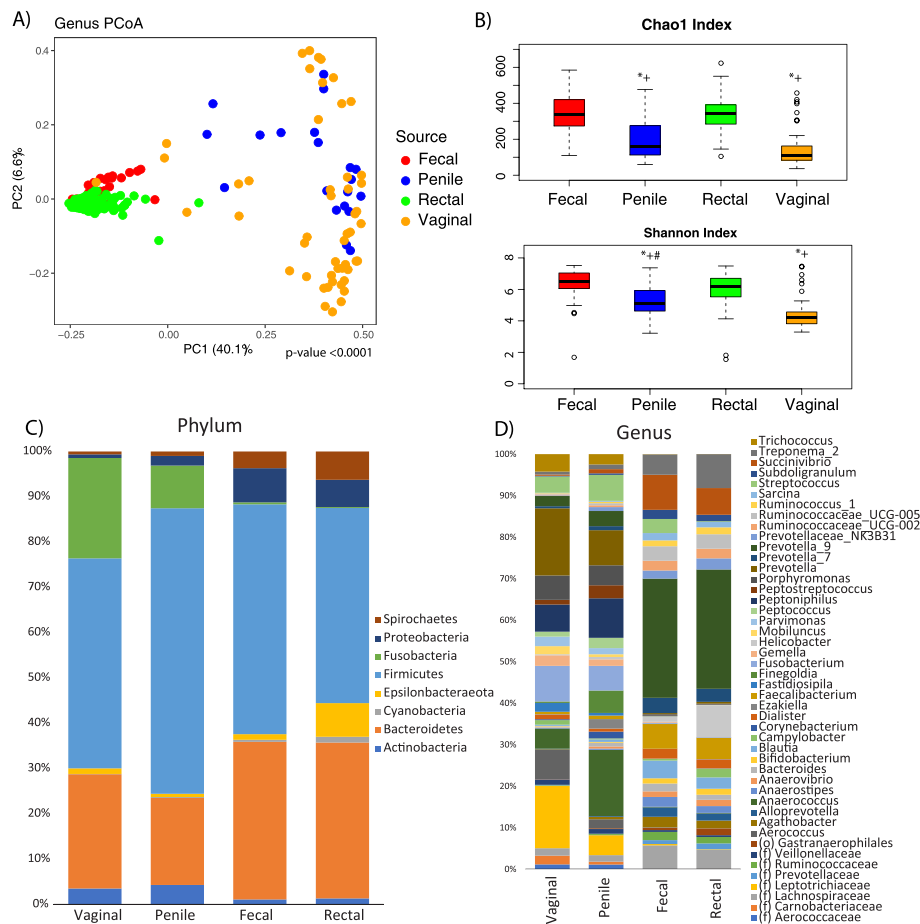 A)
Genus PCoA
0.4
0.2
0.0
−0.2
PC2 (6.6%
−0.25
0.00
0.25
0.50
PC1 (40.1%
p-value <0.0001
Source
Fecal
Penile
Rectal
Vaginal
B)
Chao1 Index
600
400
200
0
*+
*+
Fecal
Penile
Rectal
Vaginal
Shannon Index
8
6
4
2
0
*+#
*+
Fecal
Penile
Rectal
Vaginal
C)
Phylum
100%
90%
80%
70%
60%
50%
40%
30%
20%
10%
0%
Vaginal
Penile
Fecal
Rectal
Spirochaetes
Proteobacteria
Fusobacteria
Firmicutes
Epsilonbacteraeota
Cyanobacteria
Bacteroidetes
Actinobacteria
D)
Genus
100%
90%
80%
70%
60%
50%
40%
30%
20%
10%
0%
Vaginal
Penile
Fecal
Rectal
Trichococcus
Treponema_2
Succinivibrio
Subdoligranulum
Streptococcus
Sarcina
Ruminococcus_1
Ruminococcaceae_UCG-005
Ruminococcaceae_UCG-002
Prevotellaceae_NK3B31
Prevotella_9
Prevotella_7
Prevotella
Porphyromonas
Peptostreptococcus
Peptoniphilus
Peptococcus
Parvimonas
Mobiluncus
Helicobacter
Gemella
Fusobacterium
Finegoldia
Fastidiosipila
Faecalibacterium
Ezakiella
Dialister
Corynebacterium
Campylobacter
Blautia
Bifidobacterium
Bacteroides
Anaerovibrio
Anaerostipes
Anaerococcus
Alloprevotella
Agathobacter
Aerococcus
(o) Gastranaerophilales
(f) Veillonellaceae
(f) Ruminococcaceae
(f) Prevotellaceae
(f) Leptotrichiaceae
(f) Lachnospiraceae
(f) Carnobacteriaceae
(f) Aerococcaceae